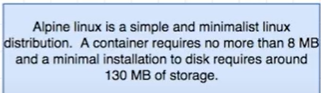 Alpine linux is a simple and minimalist linux
distribution.  A container requires no more than 8 MB
and a minimal installation to disk requires around
130 MB of storage.